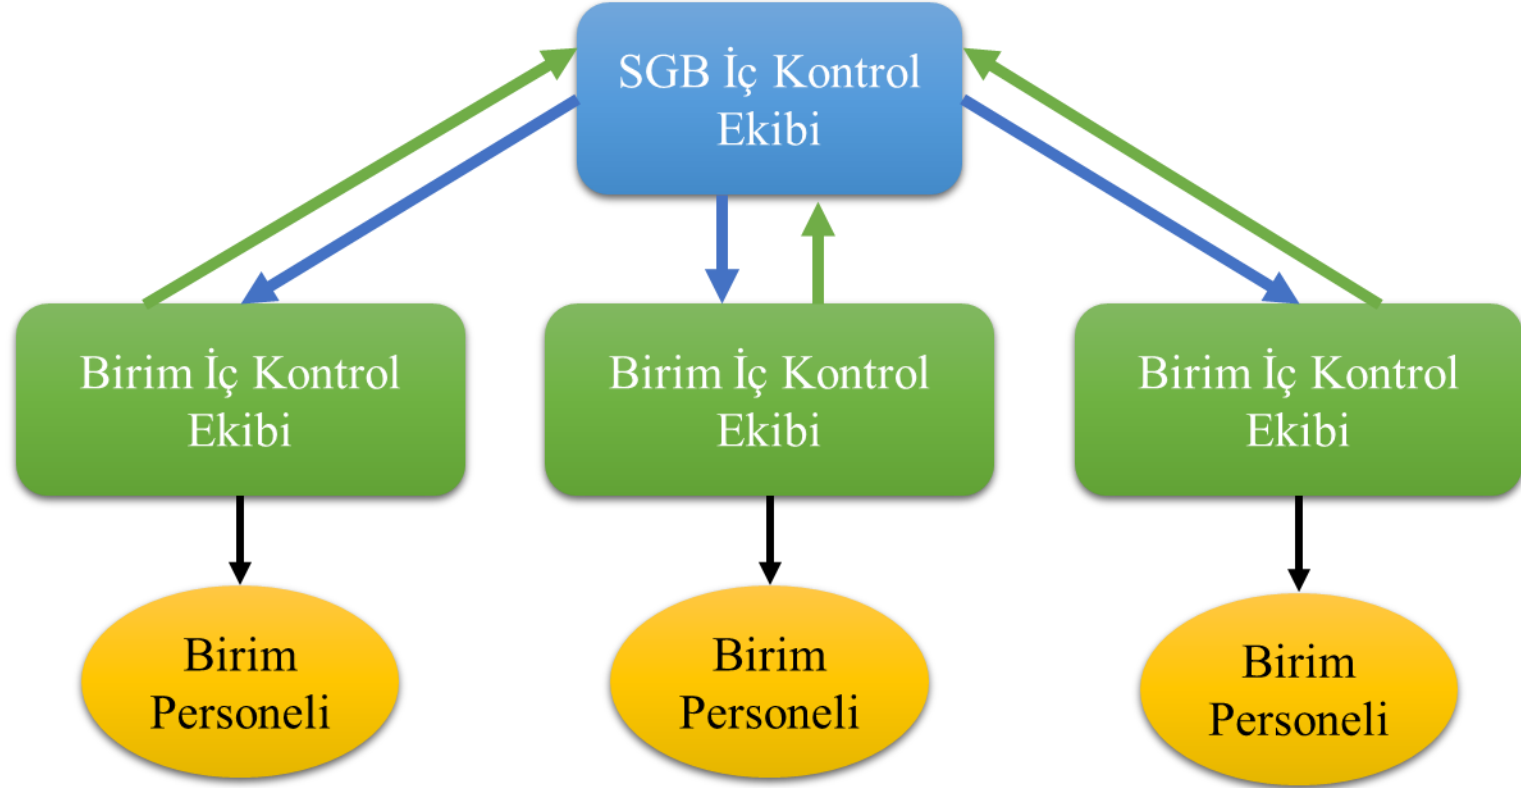 SGB İç Kontrol
Ekibi
Birim İç Kontrol
Ekibi
Birim İç Kontrol
Ekibi
Birim İç Kontrol
Ekibi
Birim
Personeli
Birim
Personeli
Birim
Personeli